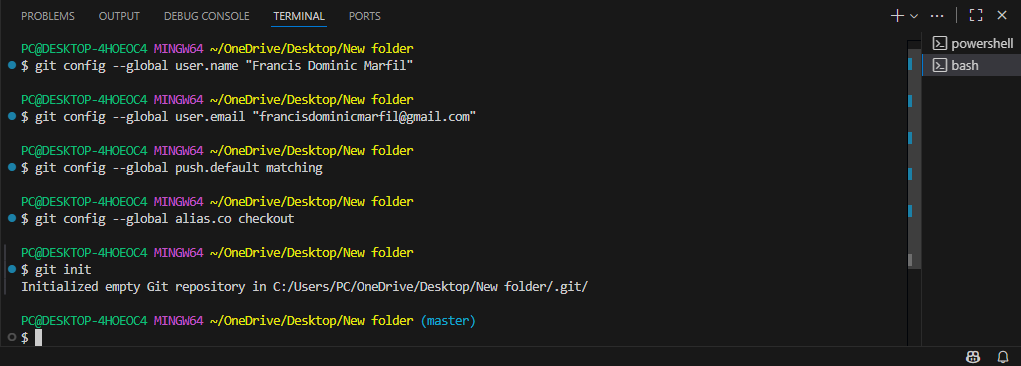 PROBLEMS OUTPUT DEBUG CONSOLE TERMINAL PORTS
powershell
bash
PC@DESKTOP-4HOEOC4 MINGW64 ~/OneDrive/Desktop/New folder
$ git config --global user.name "Francis Dominic Marfil"
PC@DESKTOP-4HOEOC4 MINGW64 ~/OneDrive/Desktop/New folder
$ git config --global user.email "francisdominicmarfil@gmail.com"
PC@DESKTOP-4HOEOC4 MINGW64 ~/OneDrive/Desktop/New folder
$ git config --global push.default matching
PC@DESKTOP-4HOEOC4 MINGW64 ~/OneDrive/Desktop/New folder
$ git config --global alias.co checkout
PC@DESKTOP-4HOEOC4 MINGW64 ~/OneDrive/Desktop/New folder
$ git init
Initialized empty Git repository in C:/Users/PC/OneDrive/Desktop/New folder/.git/
PC@DESKTOP-4HOEOC4 MINGW64 ~/OneDrive/Desktop/New folder (master)
$